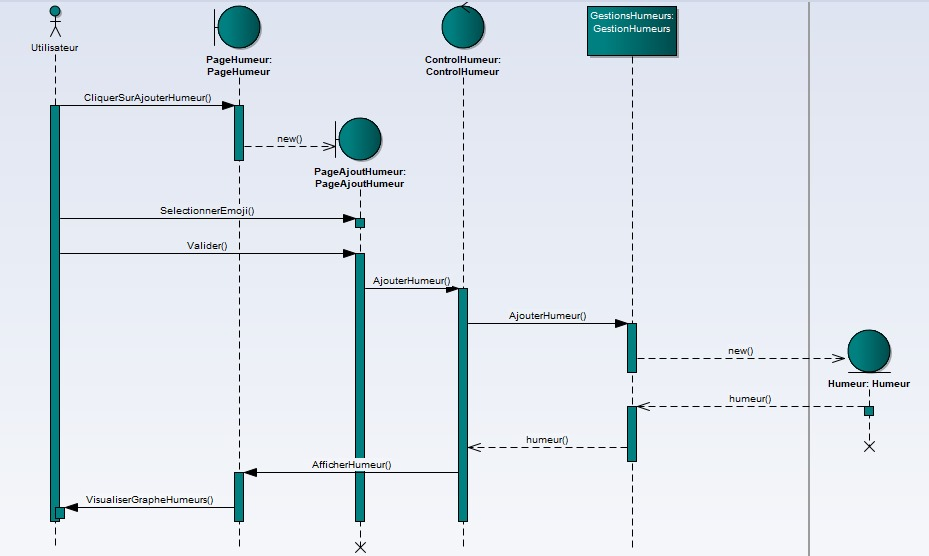 GestionsHumeurs:
GestionHumeurs
Utilisateur
PageHumeur:
PageHumeur
ControlHumeur:
ControlHumeur
CliquerSurAjouterHumeur()
new()
PageAjoutHumeur:
PageAjoutHumeur
SelectionnerEmoji()
Valider()
AjouterHumeur()
AjouterHumeur()
new()
Humeur: Humeur
humeur()
humeur()
AfficherHumeur()
VisualiserGrapheHumeurs()